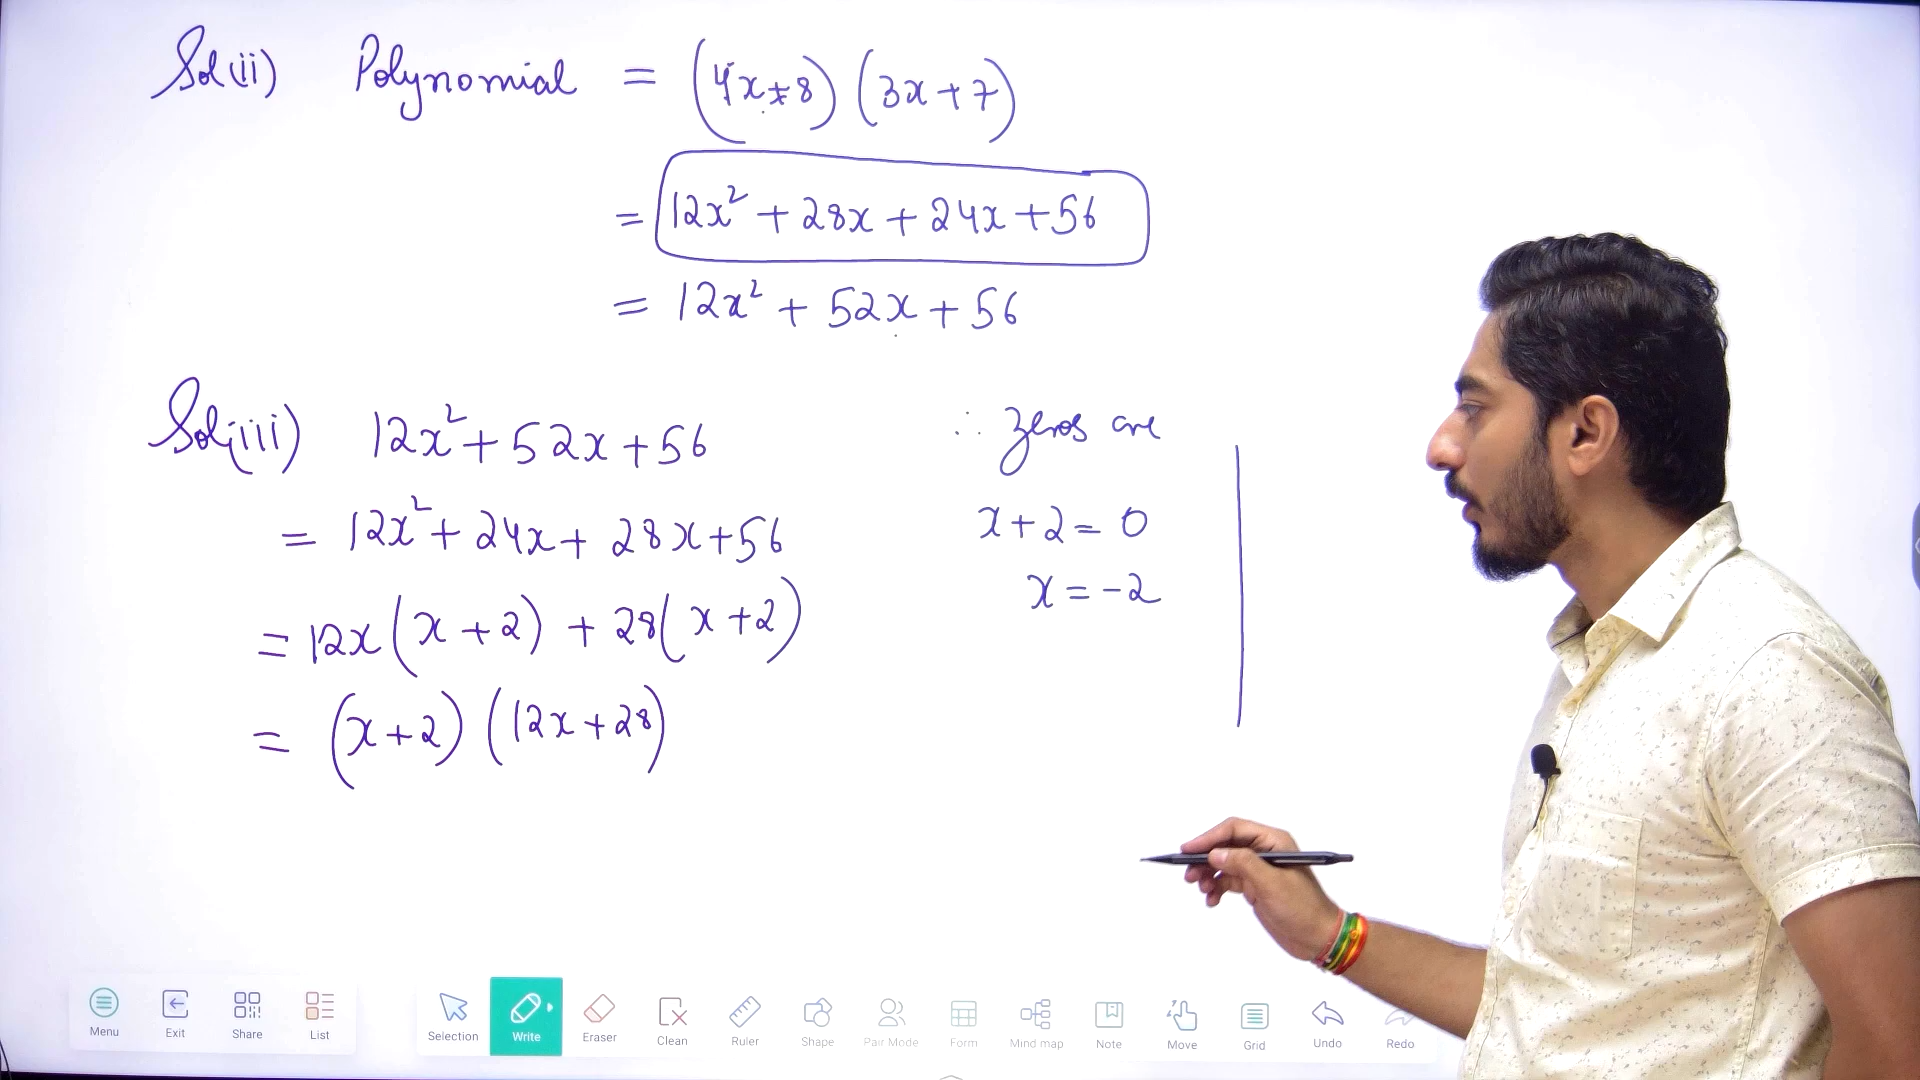 Sol(ii) Polynomial = (4x+8) (3x+7)
= 12x² + 28x + 24x + 56
= 12x² + 52x + 56
Sol(iii) 12x² + 52x + 56
= 12x² + 24x + 28x + 56
= 12x (x + 2) + 28(x + 2)
= (x + 2) (12x + 28)
∴ zeros are
x + 2 = 0
x = -2
Menu Exit Share List Selection Write Eraser Clean Ruler Shape Pair Mode Form Mind map Note Move Grid Undo Redo